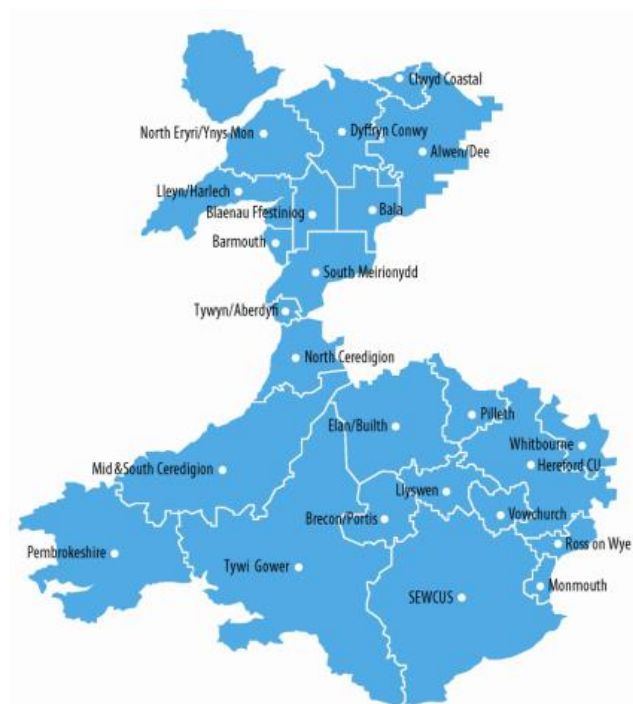 Clwyd Coastal
North Eryri/Ynys Mon
Dyffryn Conwy
Alwen/Dee
Lleyn/Harlech
Blaenau Ffestiniog
Bala
Barmouth
South Meirionydd
Tywyn/Aberdyfi
North Ceredigion
Pilleth
Elan/Builth
Whitbourne
Mid&South Ceredigion
Hereford CU
Llyswen
Brecon/Portis
Vowchurch
Ross on Wye
Pembrokeshire
Tywi Gower
Monmouth
SEWCUS